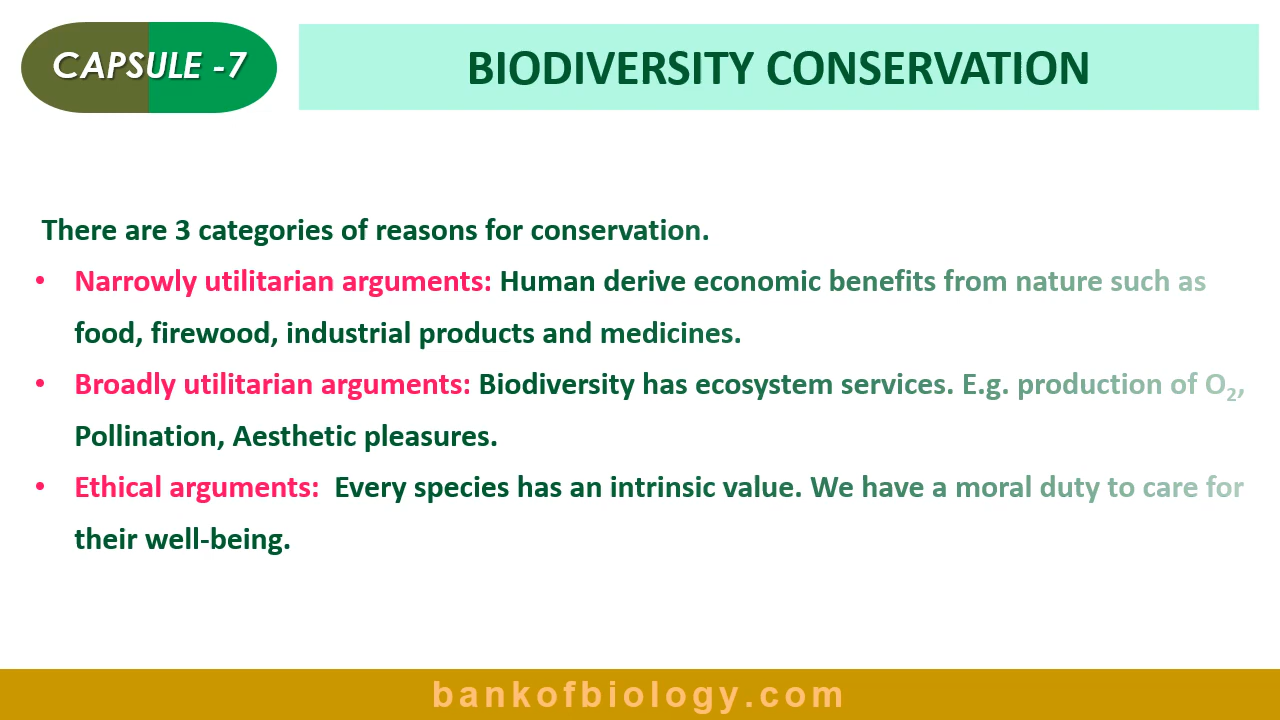 CAPSULE -7
BIODIVERSITY CONSERVATION
There are 3 categories of reasons for conservation.
• Narrowly utilitarian arguments: Human derive economic benefits from nature such as
food, firewood, industrial products and medicines.
• Broadly utilitarian arguments: Biodiversity has ecosystem services. E.g. production of O₂,
Pollination, Aesthetic pleasures.
• Ethical arguments:  Every species has an intrinsic value. We have a moral duty to care for
their well-being.
bankofbiology.com